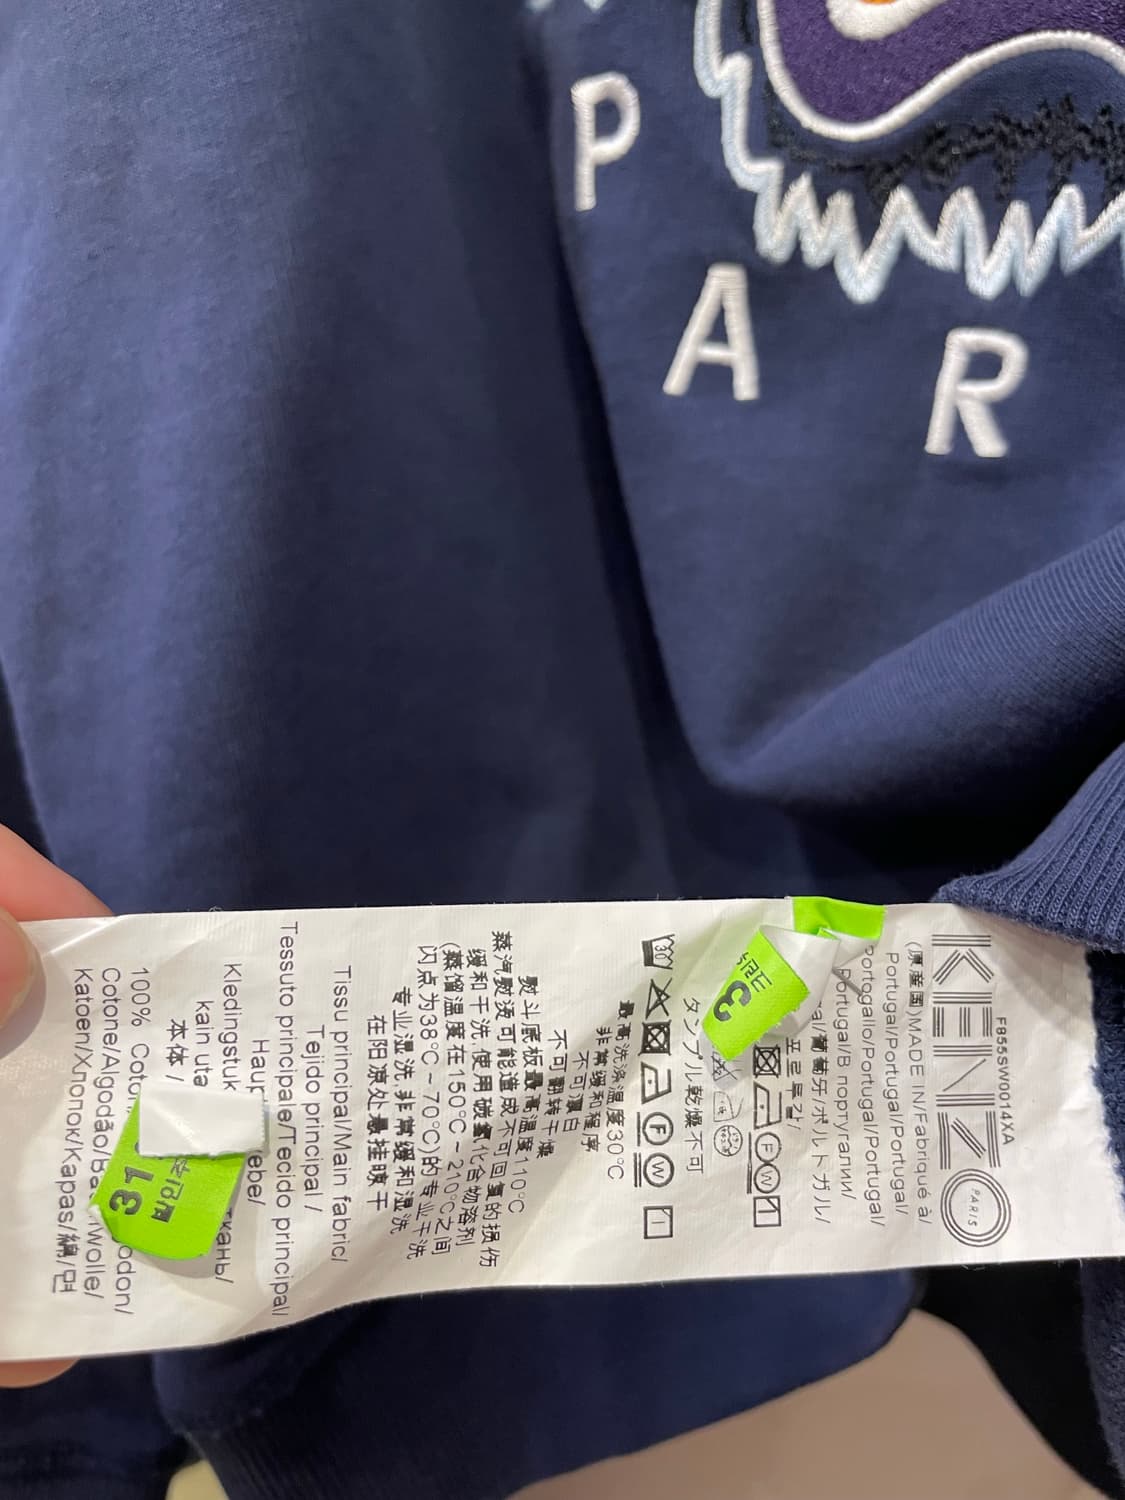 P
A
R
F855SW0014XA
KENZO
PARIS
(原産国)MADE IN/Fabriqué à/
Portugal/Portugal/Portugal/
Portogallo/Portugal/Portugal/
Portugal/В португалии/
葡萄牙/ポルトガル/
포르투갈/
3
タンブル乾燥不可
30
F
W
最高洗涤温度30°C
非常缓和程序
不可漂白
不可翻转干燥
熨斗底板最高温度110°C
蒸汽熨烫可能造成不可回复的损伤
缓和干洗 使用碳氢化合物溶剂
(蒸馏温度在150°C~210°C之间
闪点为38°C~70°C)的专业干洗
专业湿洗 非常缓和湿洗
在阳凉处悬挂晾干
Tissu principal/Main fabric/
Tejido principal /
Tessuto principale/Tecido principal/
Kledingstuk
kain uta
本体 /
31
100%
Cotone/Algodão/
Katoen/Хлопок/Kapas/綿/면